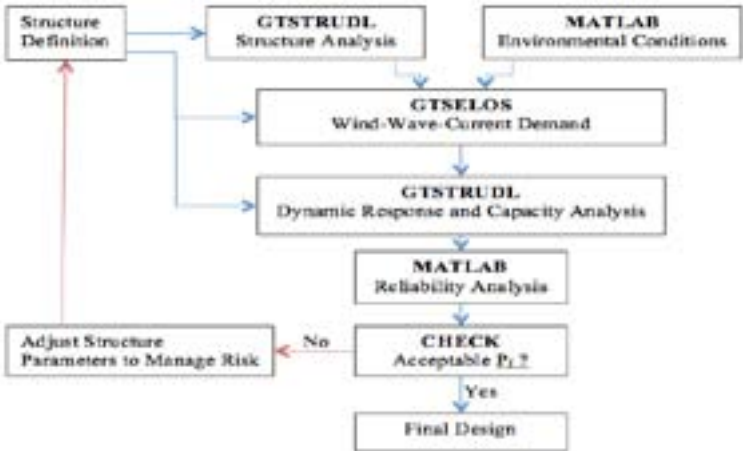 Structure
Definition
GTSTRUDL
Structure Analysis
MATLAB
Environmental Conditions
GTSELOS
Wind-Wave-Current Demand
GTSTRUDL
Dynamic Response and Capacity Analysis
MATLAB
Reliability Analysis
CHECK
Acceptable Pf ?
No
Adjust Structure
Parameters to Manage Risk
Yes
Final Design